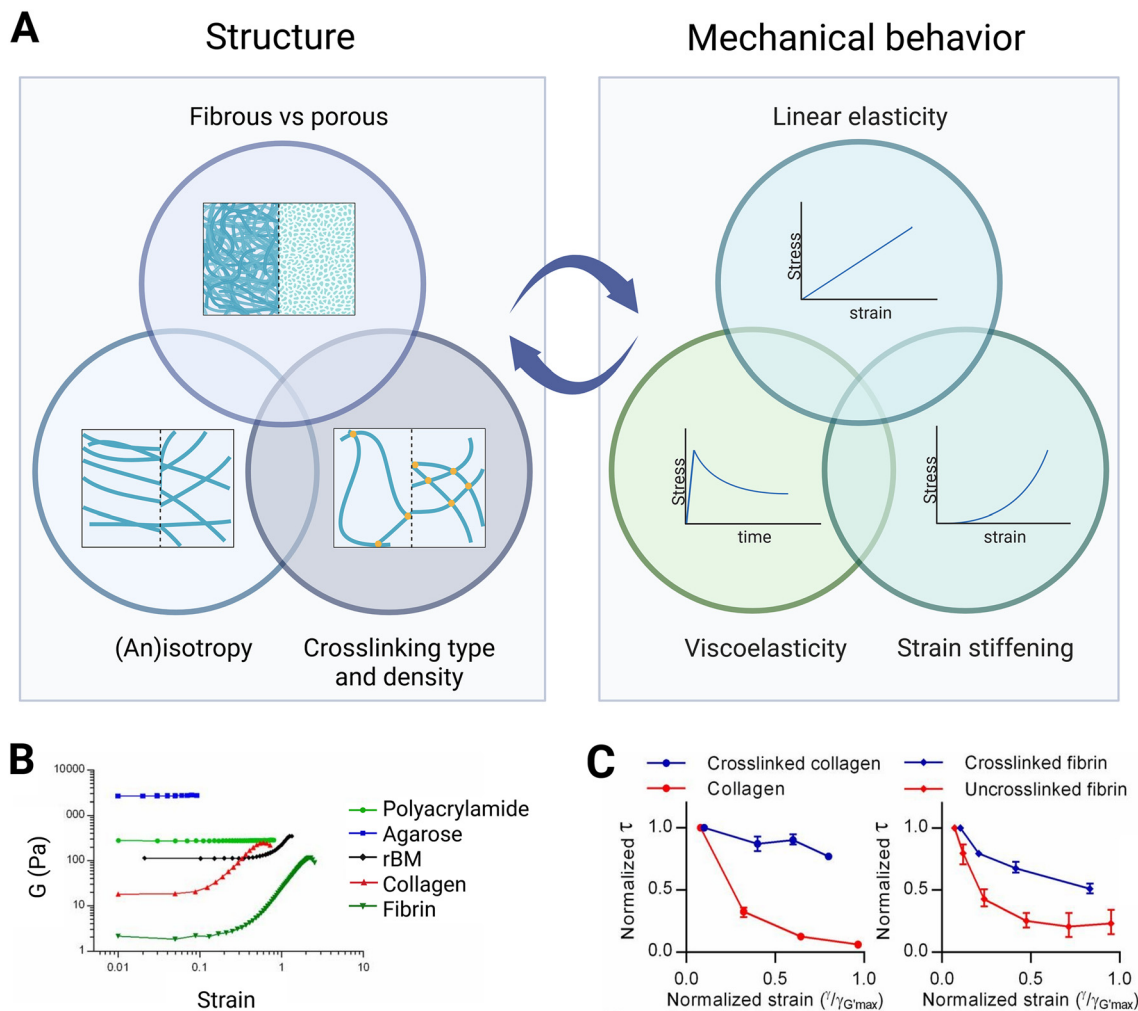 A
Structure
Mechanical behavior
Fibrous vs porous
Linear elasticity
Stress
strain
Stress
time
Stress
strain
(An)isotropy
Crosslinking type
and density
Viscoelasticity
Strain stiffening
B
10000
000
100
10
1
G (Pa)
0.01
0.1
1
10
Strain
Polyacrylamide
Agarose
rBM
Collagen
Fibrin
C
Crosslinked collagen
Collagen
Crosslinked fibrin
Uncrosslinked fibrin
Normalized τ
1.0
0.5
0.0
0.0
0.5
1.0
Normalized strain (γ/γG'max)
Normalized τ
1.0
0.5
0.0
0.0
0.5
1.0
Normalized strain (γ/γG'max)